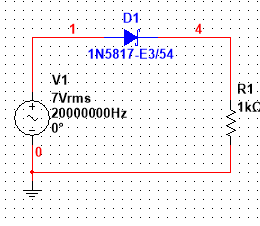 D1
1
4
1N5817-E3/54
V1
7Vrms
20000000Hz
0°
R1
1kΩ
0